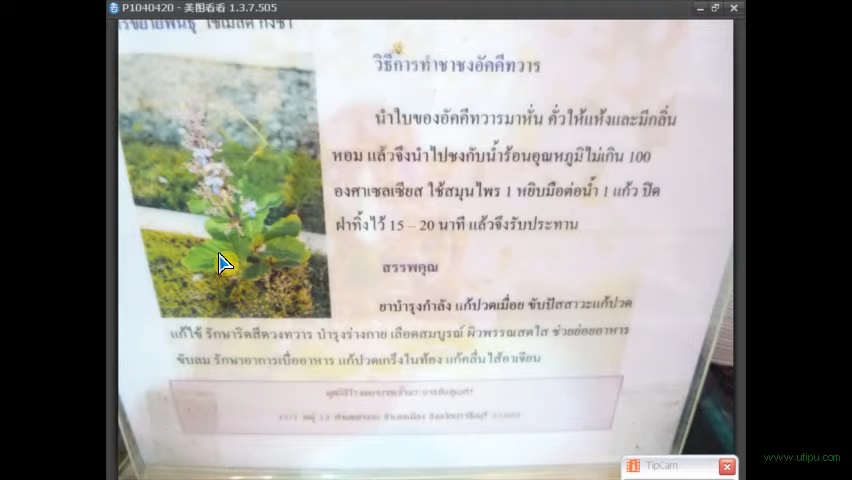 P1040420 - 美图看看 1.3.7.505
วิธีการทำชาชงอัคคีทวาร
นำใบของอัคคีทวารมาหั่น คั่วให้แห้งและมีกลิ่น
หอม แล้วจึงนำไปชงกับน้ำร้อนอุณหภูมิไม่เกิน 100
องศาเซลเซียส ใช้สมุนไพร 1 หยิบมือต่อน้ำ 1 แก้ว ปิด
ฝาทิ้งไว้ 15 – 20 นาที แล้วจึงรับประทาน
สรรพคุณ
ยาบำรุงกำลัง แก้ปวดเมื่อย ขับปัสสาวะแก้ปวด
แก้ไข้ รักษาริดสีดวงทวาร บำรุงร่างกาย เลือดสมบูรณ์ ผิวพรรณสดใส ช่วยย่อยอาหาร
ขับลม รักษาอาการเบื่ออาหาร แก้ปวดเกร็งในท้อง แก้คลื่นไส้อาเจียน
TipCam
www.utipu.com